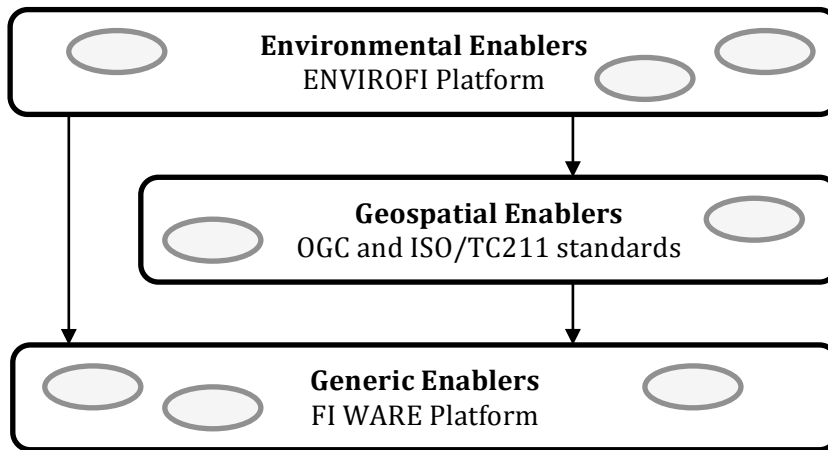 Environmental Enablers
ENVIROFI Platform
Geospatial Enablers
OGC and ISO/TC211 standards
Generic Enablers
FI WARE Platform